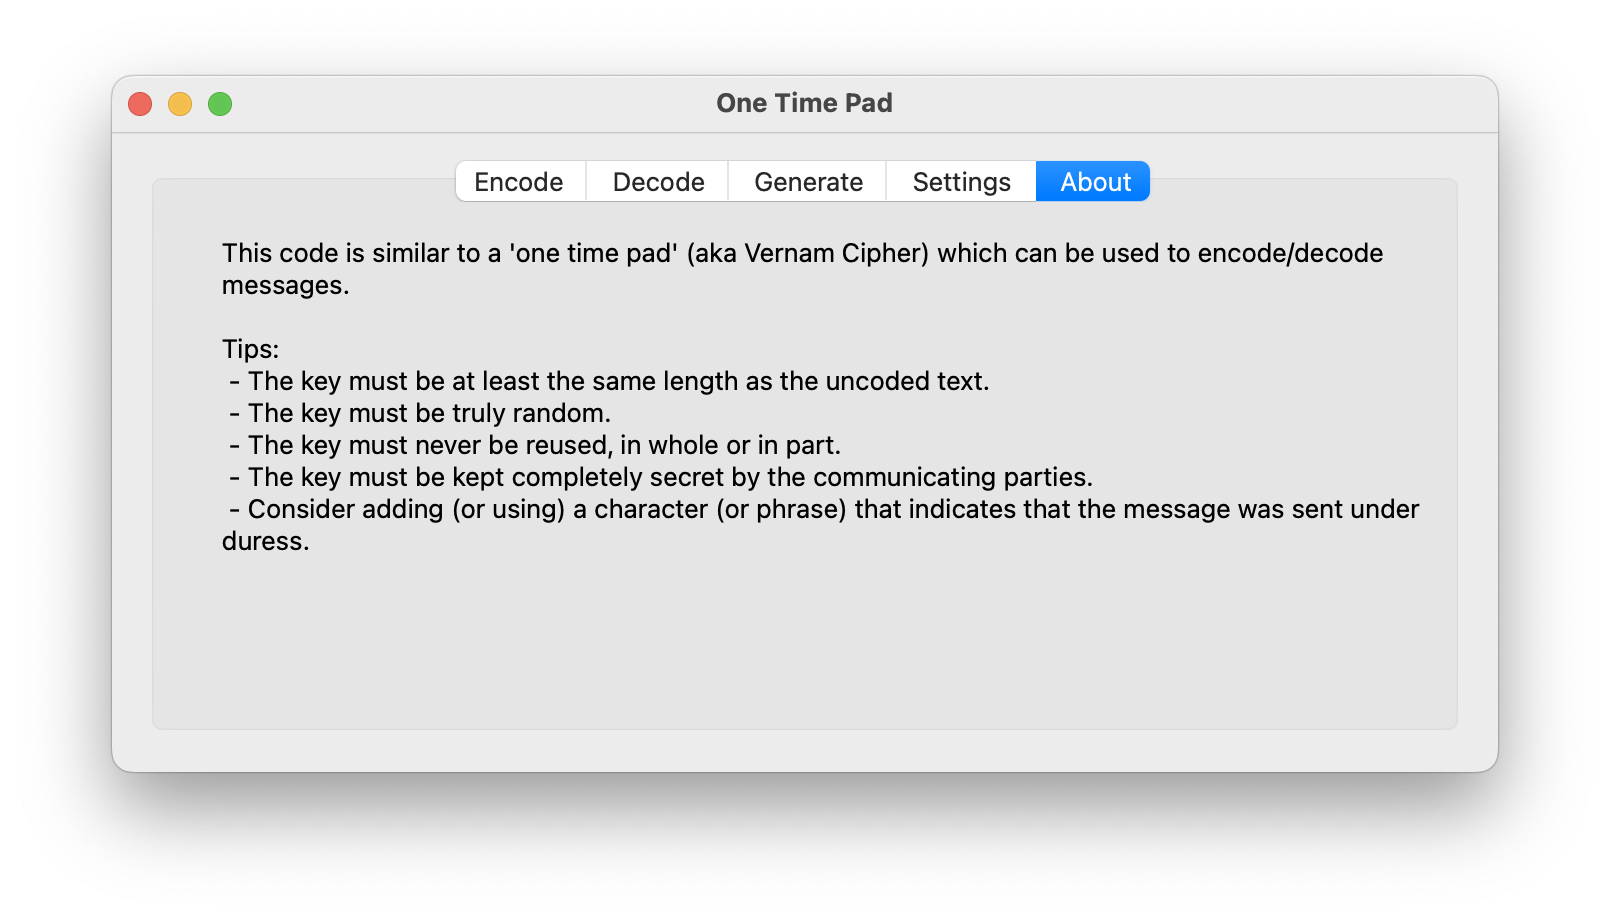 One Time Pad
Encode Decode Generate Settings About
This code is similar to a 'one time pad' (aka Vernam Cipher) which can be used to encode/decode
messages.
Tips:
- The key must be at least the same length as the uncoded text.
- The key must be truly random.
- The key must never be reused, in whole or in part.
- The key must be kept completely secret by the communicating parties.
- Consider adding (or using) a character (or phrase) that indicates that the message was sent under
duress.